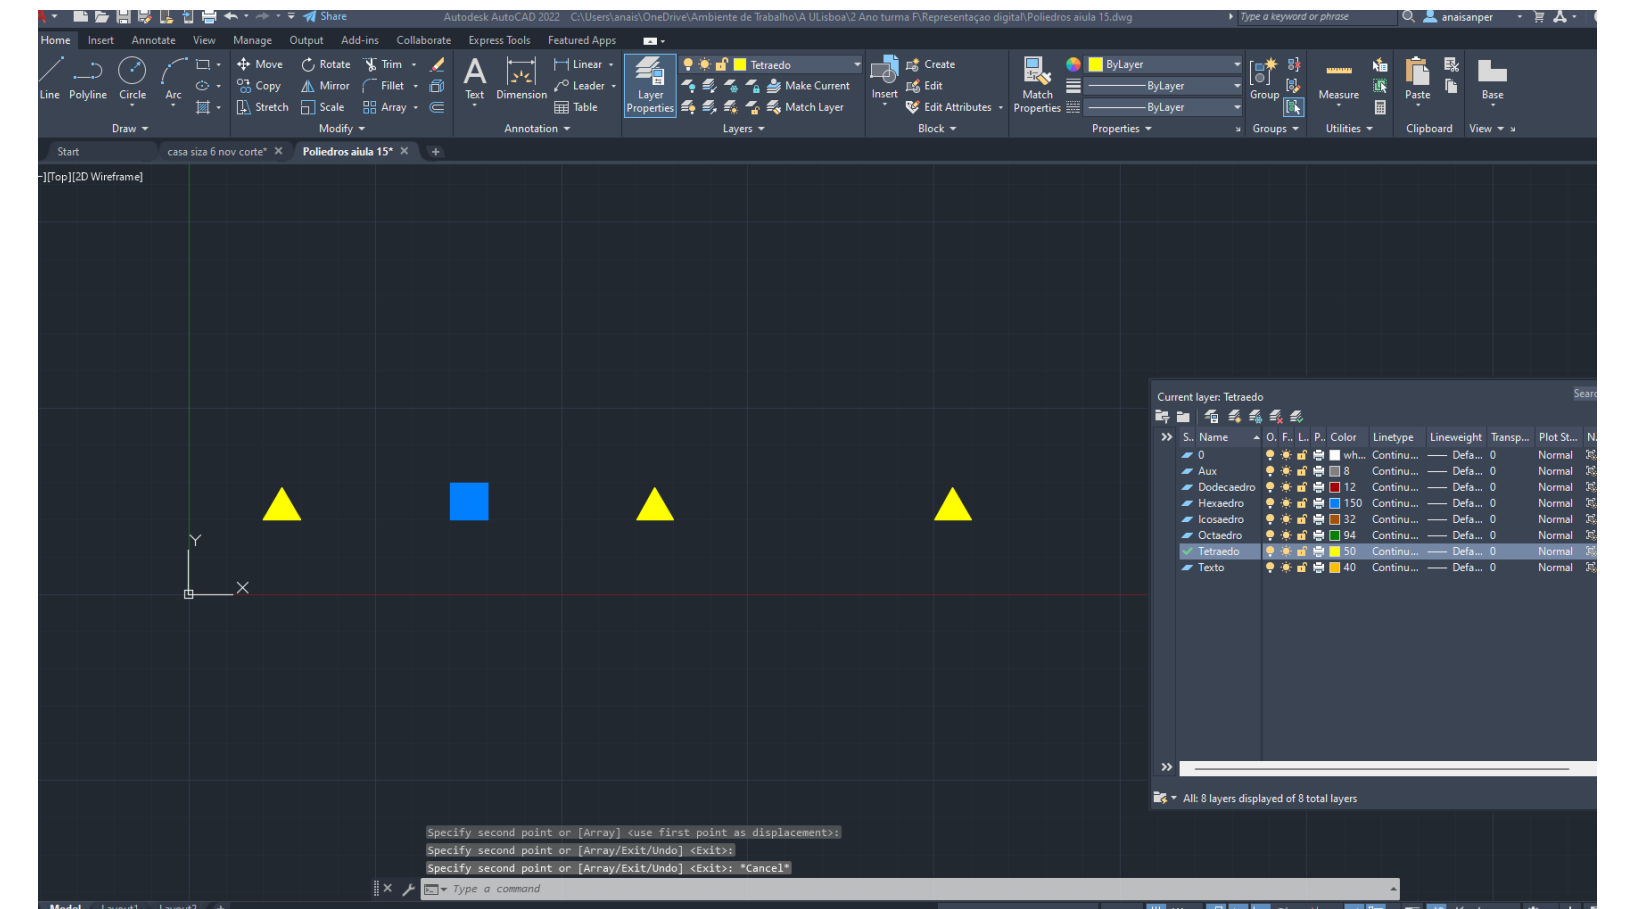 Share
Autodesk AutoCAD 2022 C:\Users\anais\OneDrive\Ambiente de Trabalho\A ULisboa\2 Ano turma F\Representaçao digital\Poliedros aiula 15.dwg
Type a keyword or phrase
anaisanper
Home Insert Annotate View Manage Output Add-ins Collaborate Express Tools Featured Apps
Line Polyline Circle Arc
Draw
Move Rotate Trim
Copy Mirror Fillet
Stretch Scale Array
Modify
Text Dimension
Linear
Leader
Table
Annotation
Layer Properties
Tetraedo
Make Current
Match Layer
Layers
Insert
Create
Edit
Edit Attributes
Block
Match Properties
ByLayer
ByLayer
ByLayer
Properties
Group
Groups
Measure
Utilities
Paste
Clipboard
Base
View
Start casa siza 6 nov corte* Poliedros aiula 15*
–][Top][2D Wireframe]
Y
X
Current layer: Tetraedo
Searc
S.. Name O. F.. L.. P.. Color Linetype Lineweight Transp... Plot St... N.
0 wh... Continu... Defa... 0 Normal
Aux 8 Continu... Defa... 0 Normal
Dodecaedro 12 Continu... Defa... 0 Normal
Hexaedro 150 Continu... Defa... 0 Normal
Icosaedro 32 Continu... Defa... 0 Normal
Octaedro 94 Continu... Defa... 0 Normal
Tetraedo 50 Continu... Defa... 0 Normal
Texto 40 Continu... Defa... 0 Normal
All: 8 layers displayed of 8 total layers
Specify second point or [Array] <use first point as displacement>:
Specify second point or [Array/Exit/Undo] <Exit>:
Specify second point or [Array/Exit/Undo] <Exit>: *Cancel*
Type a command
Model Layout1 Layout2